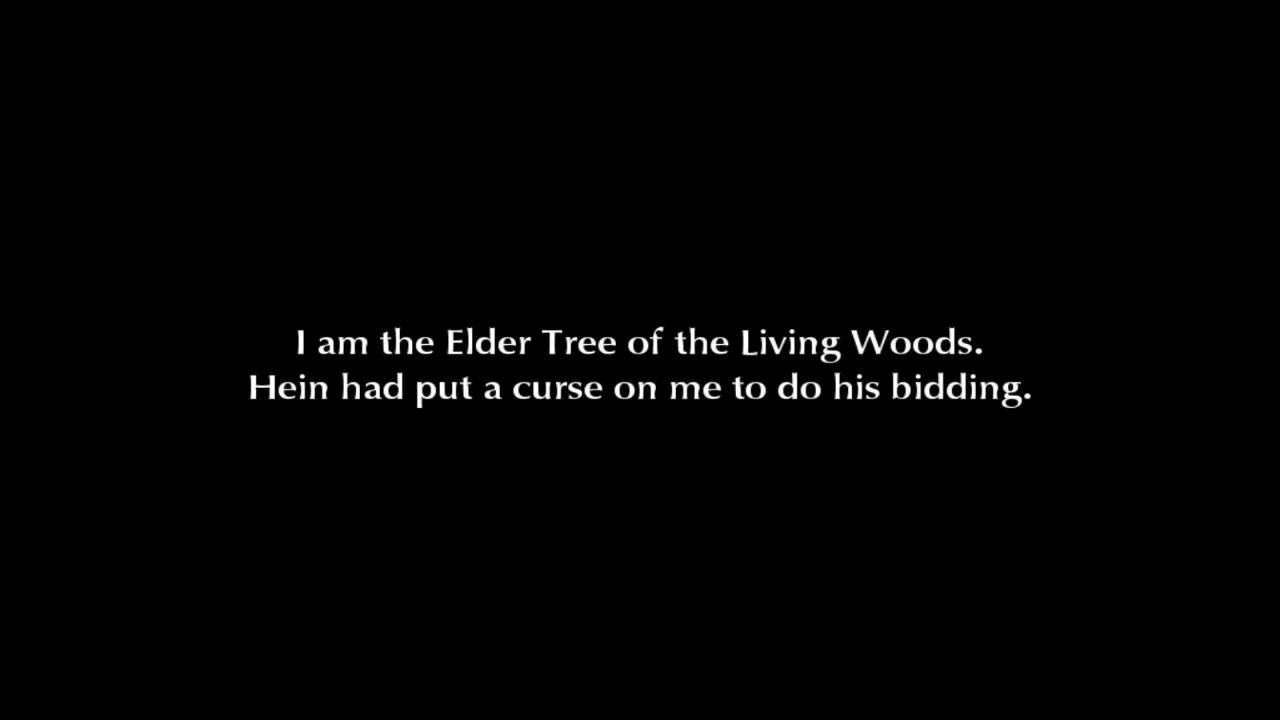 I am the Elder Tree of the Living Woods.
Hein had put a curse on me to do his bidding.